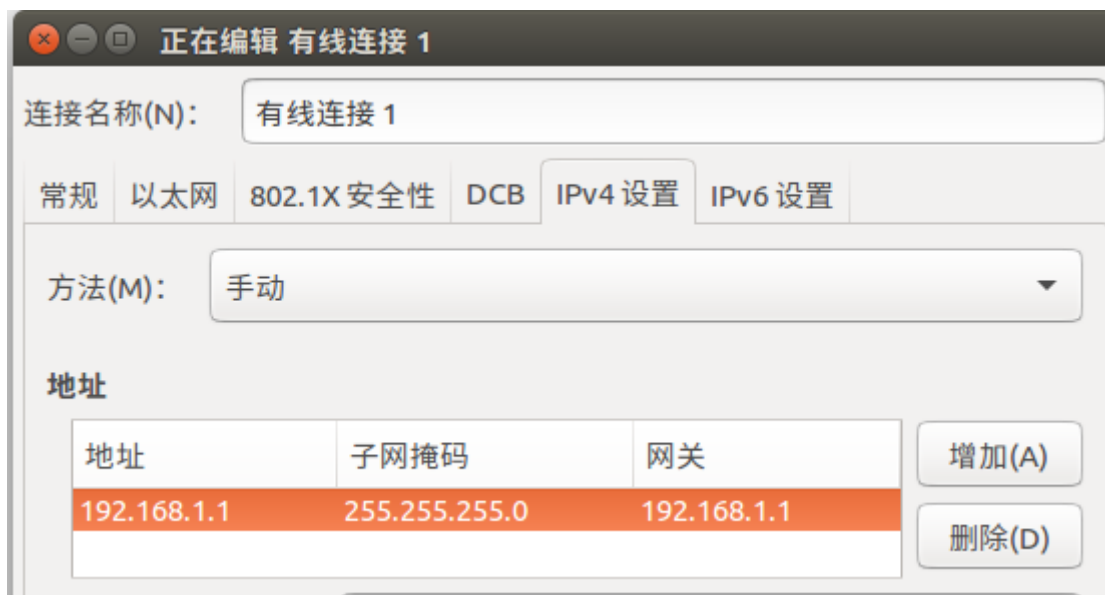 正在编辑 有线连接 1
连接名称(N)： 有线连接 1
常规 以太网 802.1X 安全性 DCB IPv4 设置 IPv6 设置
方法(M)： 手动
地址
地址 子网掩码 网关 增加(A)
192.168.1.1 255.255.255.0 192.168.1.1
删除(D)